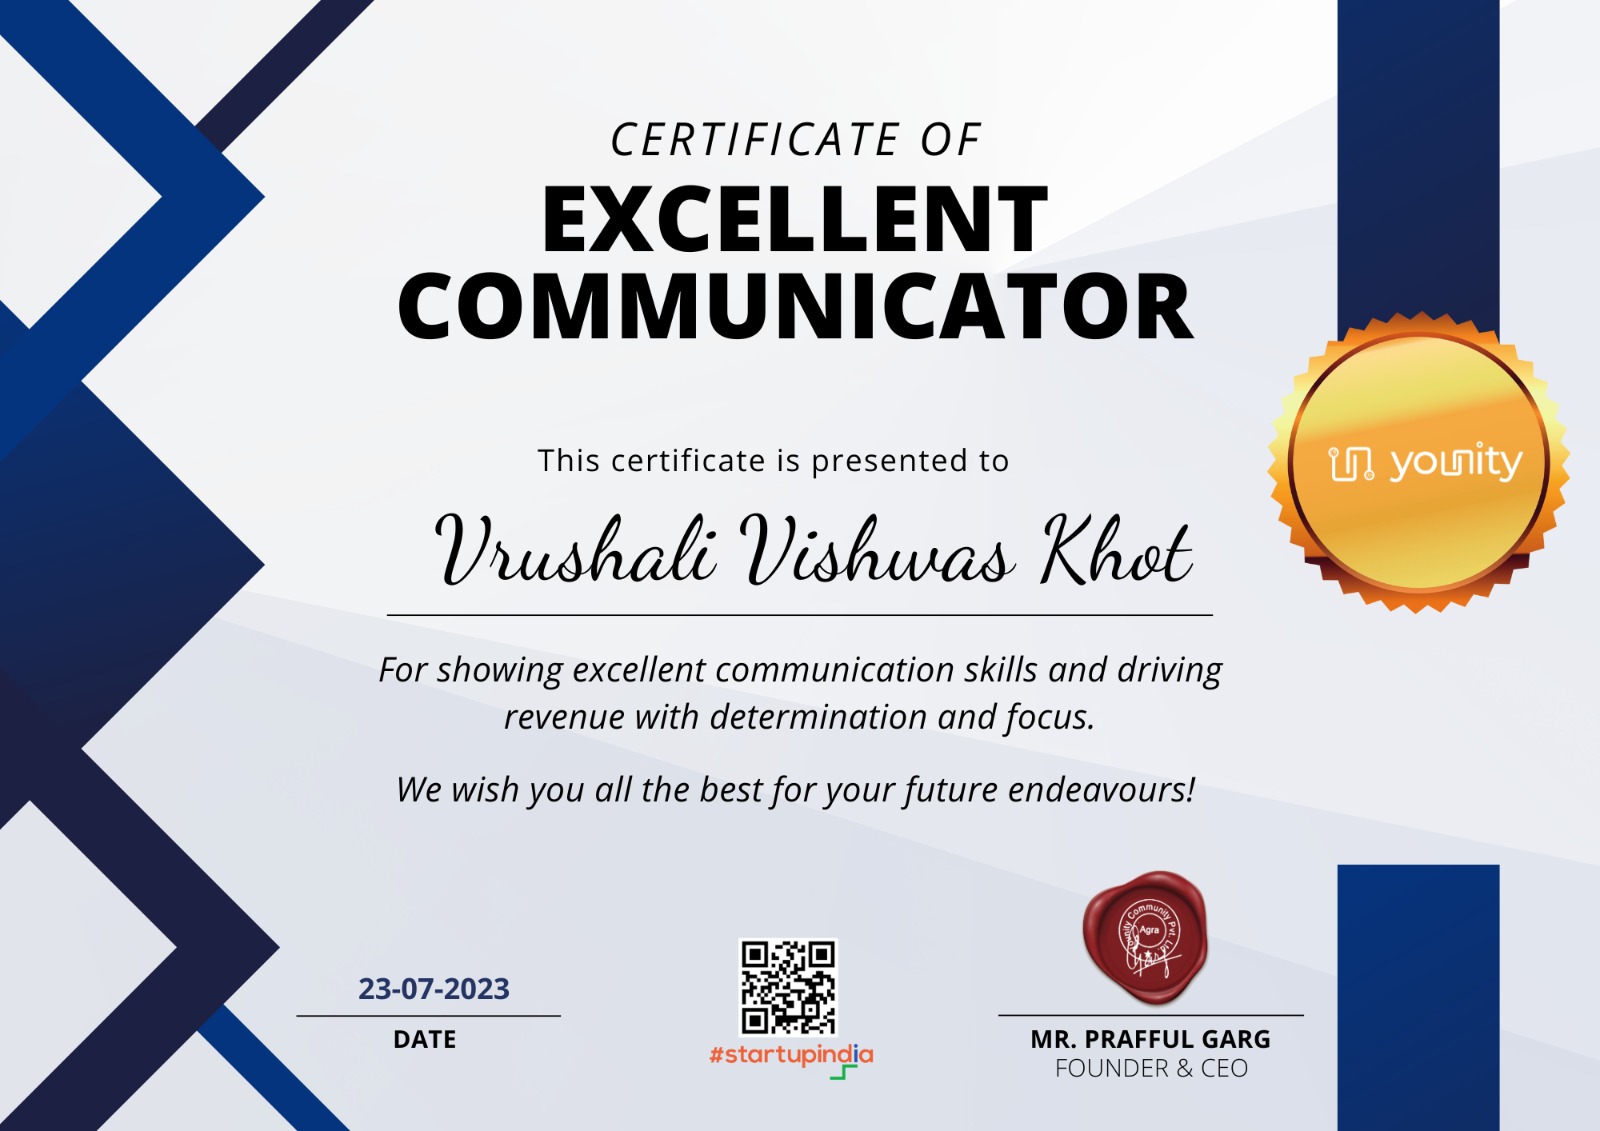 CERTIFICATE OF
EXCELLENT
COMMUNICATOR
This certificate is presented to
Vrushali Vishwas Khot
younity
For showing excellent communication skills and driving
revenue with determination and focus.
We wish you all the best for your future endeavours!
Younity Community Pvt. Ltd.
Agra
23-07-2023
DATE
#startupindia
MR. PRAFFUL GARG
FOUNDER & CEO